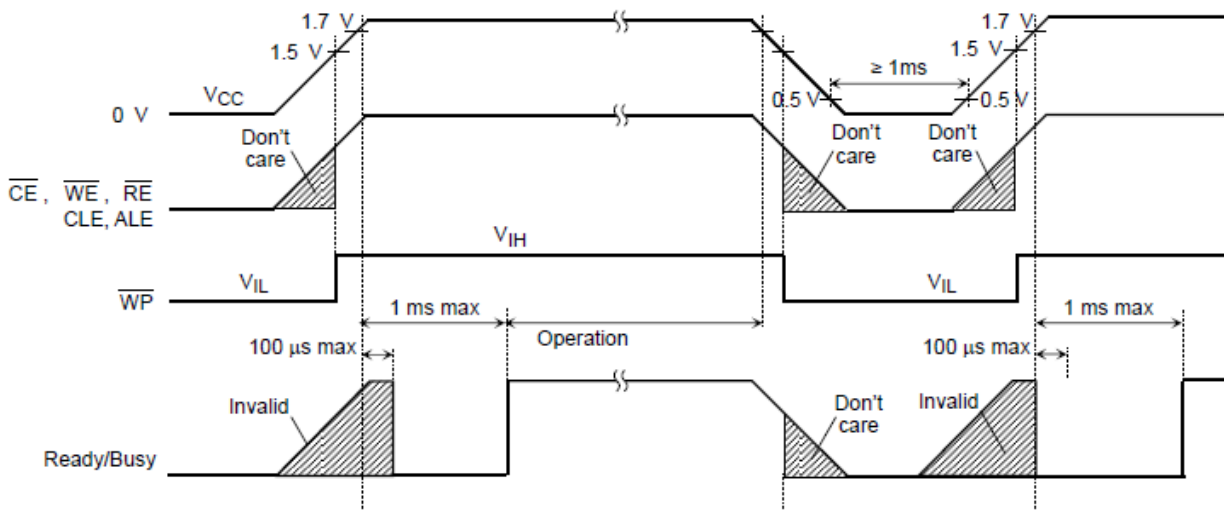 1.7 V
1.5 V
VCC
0 V
≥ 1ms
0.5 V
1.7 V
1.5 V
0.5 V
Don't
care
Don't
care
Don't
care
CE , WE , RE
CLE, ALE
VIH
VIL
VIL
WP
1 ms max
Operation
1 ms max
100 μs max
100 μs max
Invalid
Don't
care
Invalid
Ready/Busy